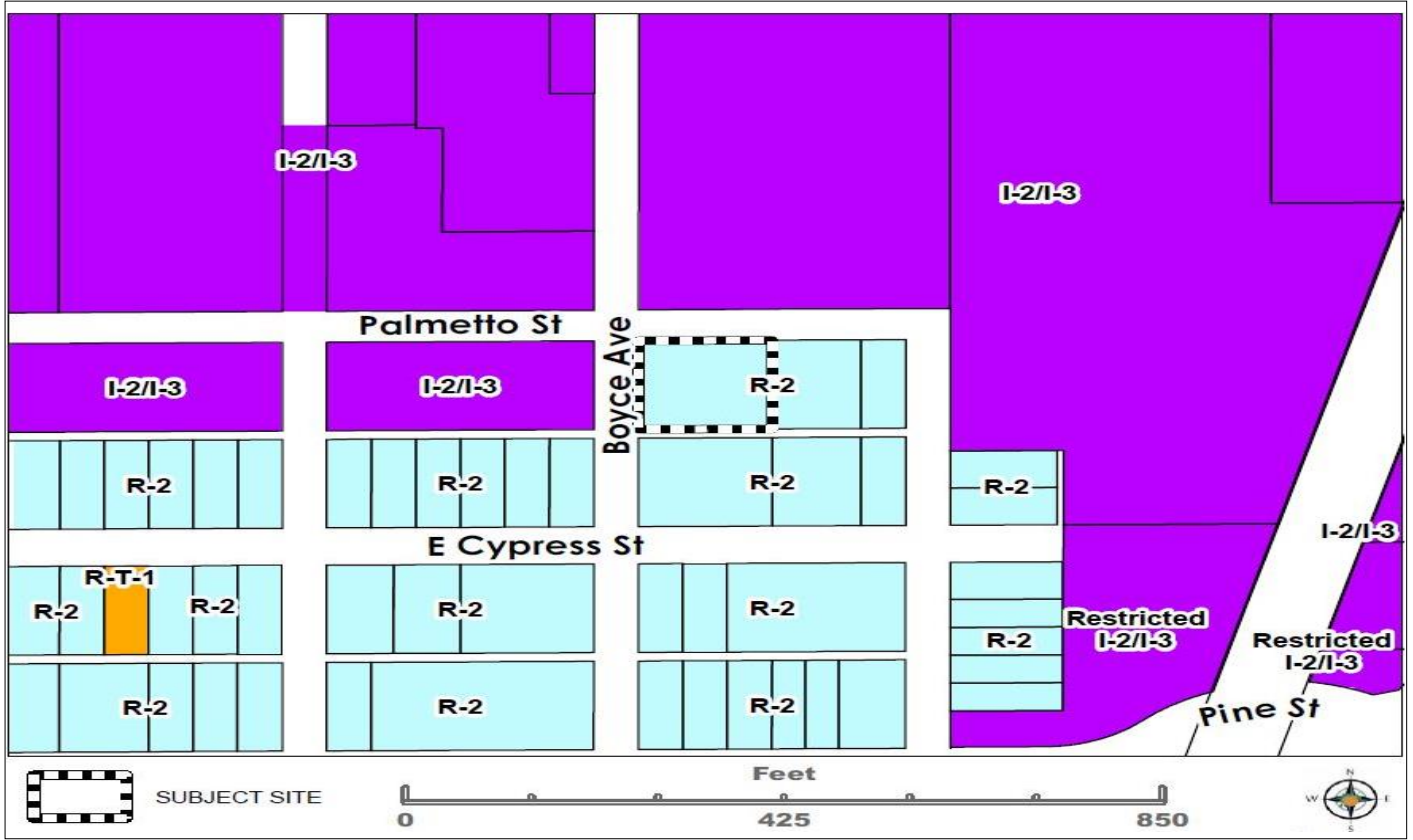 I-2/I-3
I-2/I-3
Palmetto St
Boyce Ave
I-2/I-3
I-2/I-3
R-2
R-2
R-2
R-2
R-2
I-2/I-3
E Cypress St
R-T-1
R-2
R-2
R-2
R-2
R-2
Restricted
I-2/I-3
Restricted
I-2/I-3
R-2
R-2
R-2
Pine St
SUBJECT SITE
Feet
0
425
850
N
W
E
S